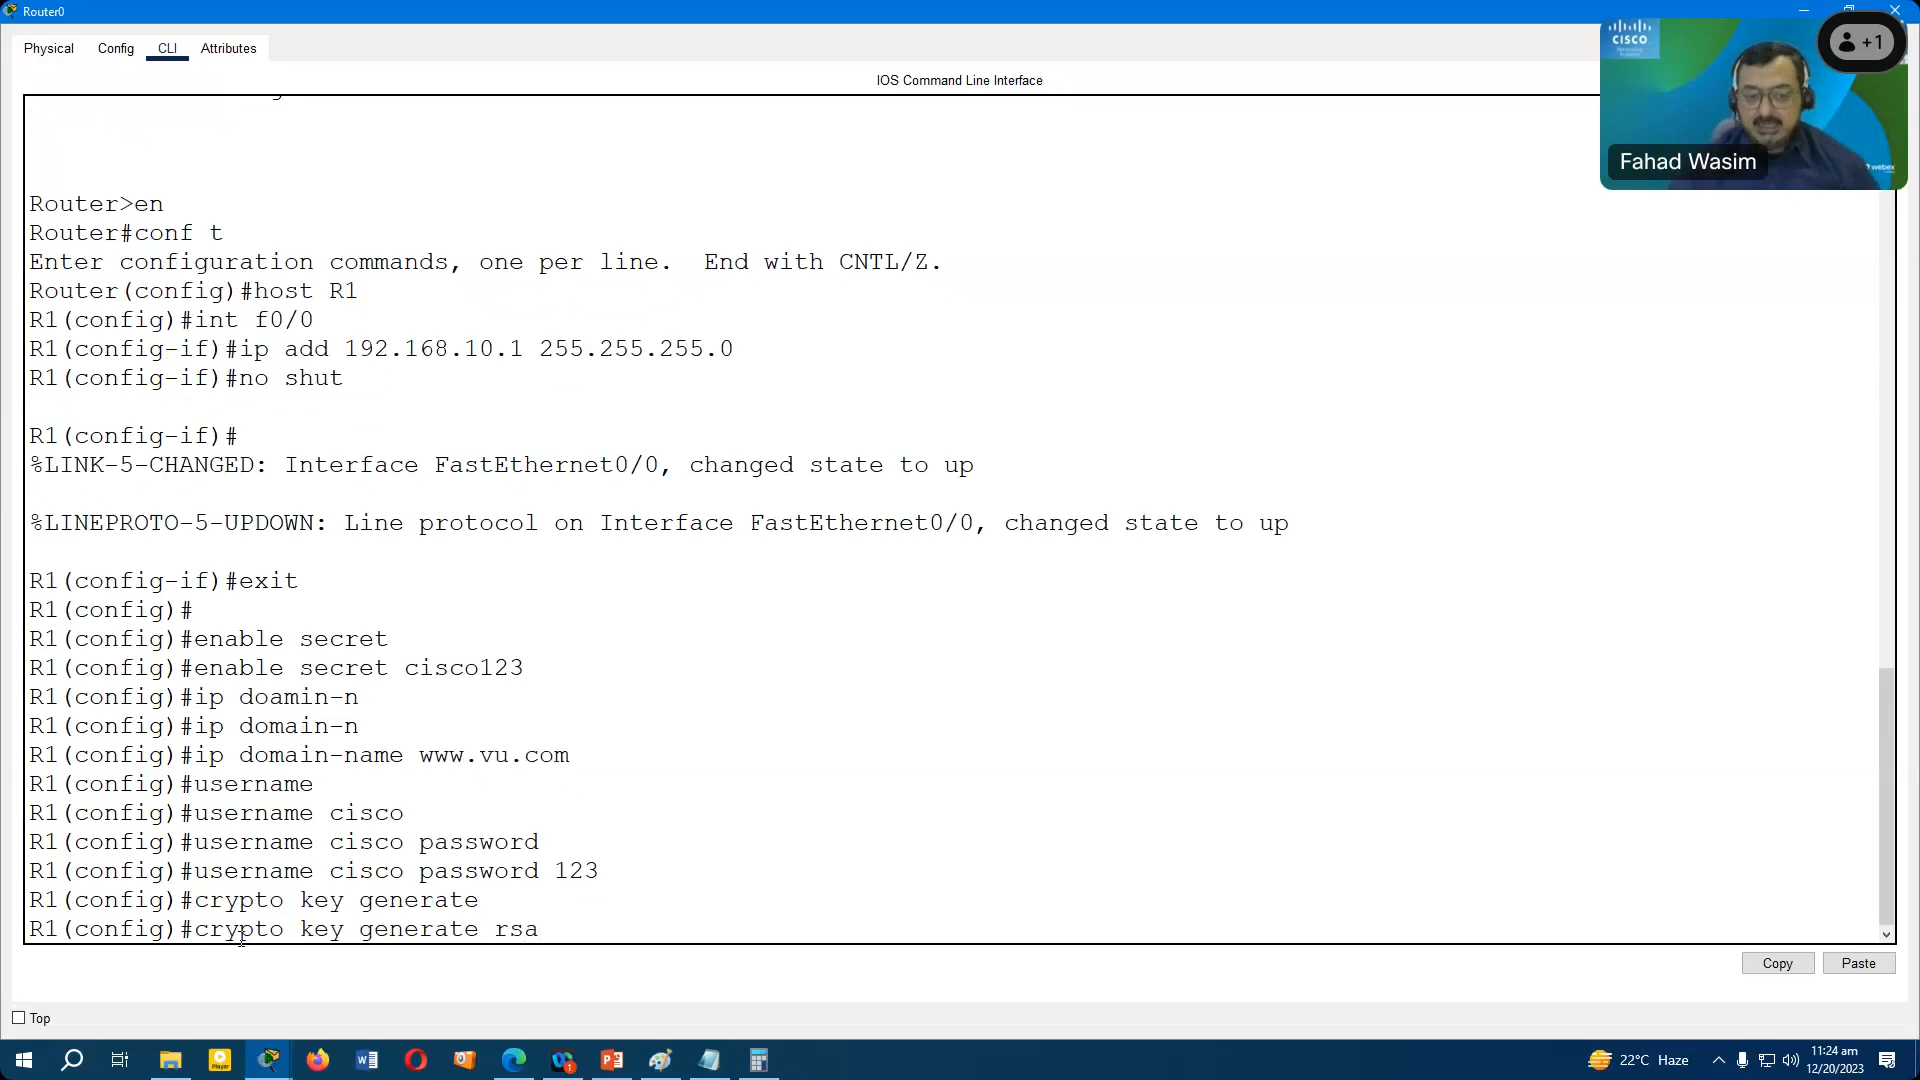 Router0
Physical Config CLI Attributes
IOS Command Line Interface
CISCO
+1
Fahad Wasim
webex
Router>en
Router#conf t
Enter configuration commands, one per line.  End with CNTL/Z.
Router(config)#host R1
R1(config)#int f0/0
R1(config-if)#ip add 192.168.10.1 255.255.255.0
R1(config-if)#no shut
R1(config-if)#
%LINK-5-CHANGED: Interface FastEthernet0/0, changed state to up
%LINEPROTO-5-UPDOWN: Line protocol on Interface FastEthernet0/0, changed state to up
R1(config-if)#exit
R1(config)#
R1(config)#enable secret
R1(config)#enable secret cisco123
R1(config)#ip doamin-n
R1(config)#ip domain-n
R1(config)#ip domain-name www.vu.com
R1(config)#username
R1(config)#username cisco
R1(config)#username cisco password
R1(config)#username cisco password 123
R1(config)#crypto key generate
R1(config)#crypto key generate rsa
Copy Paste
Top
22°C Haze
11:24 am
12/20/2023